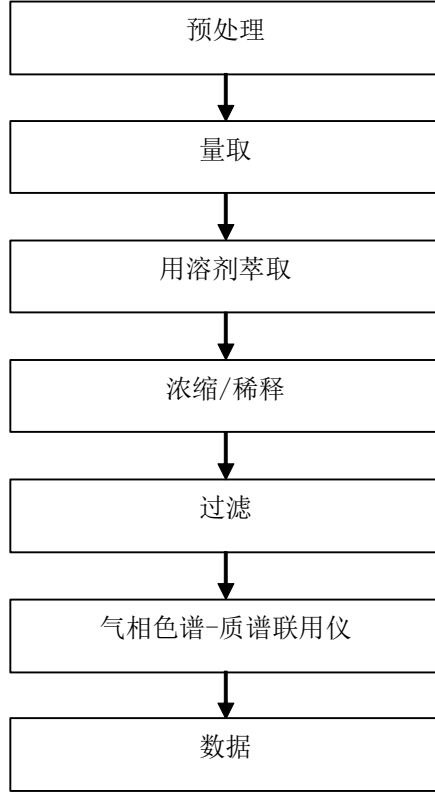 预处理
量取
用溶剂萃取
浓缩/稀释
过滤
气相色谱-质谱联用仪
数据